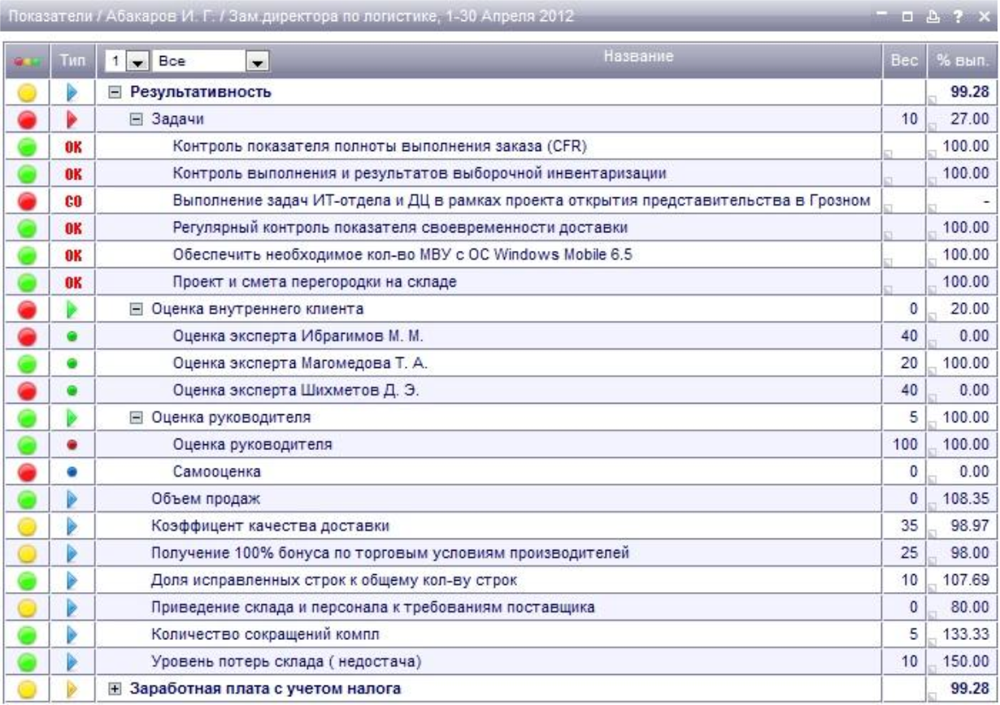 Показатели / Абакаров И. Г. / Зам.директора по логистике, 1-30 Апреля 2012 ?
Тип 1 Все Название Вес % вып.
Результативность 99.28
Задачи 10 27.00
OK Контроль показателя полноты выполнения заказа (CFR) 100.00
OK Контроль выполнения и результатов выборочной инвентаризации 100.00
CO Выполнение задач ИТ-отдела и ДЦ в рамках проекта открытия представительства в Грозном -
OK Регулярный контроль показателя своевременности доставки 100.00
OK Обеспечить необходимое кол-во МВУ с ОС Windows Mobile 6.5 100.00
OK Проект и смета перегородки на складе 100.00
Оценка внутреннего клиента 0 20.00
Оценка эксперта Ибрагимов М. М. 40 0.00
Оценка эксперта Магомедова Т. А. 20 100.00
Оценка эксперта Шихметов Д. Э. 40 0.00
Оценка руководителя 5 100.00
Оценка руководителя 100 100.00
Самооценка 0 0.00
Объем продаж 0 108.35
Коэффицент качества доставки 35 98.97
Получение 100% бонуса по торговым условиям производителей 25 98.00
Доля исправленных строк к общему кол-ву строк 10 107.69
Приведение склада и персонала к требованиям поставщика 0 80.00
Количество сокращений компл 5 133.33
Уровень потерь склада ( недостача) 10 150.00
Заработная плата с учетом налога 99.28